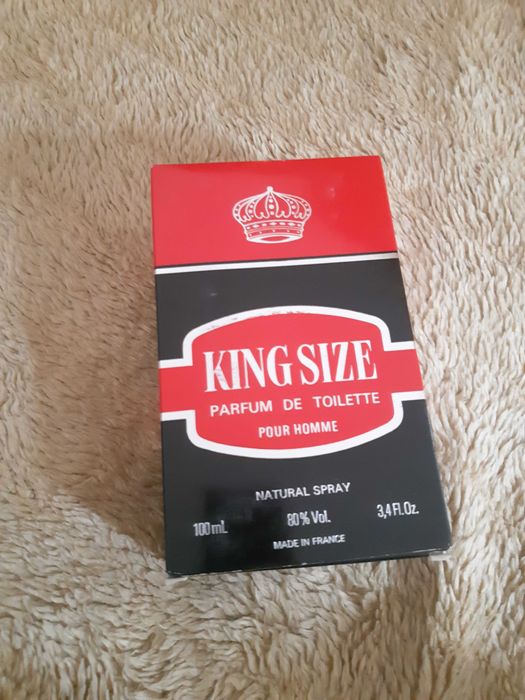 KING SIZE
PARFUM DE TOILETTE
POUR HOMME
NATURAL SPRAY
100 ml. 80% Vol. 3,4 Fl. Oz.
MADE IN FRANCE